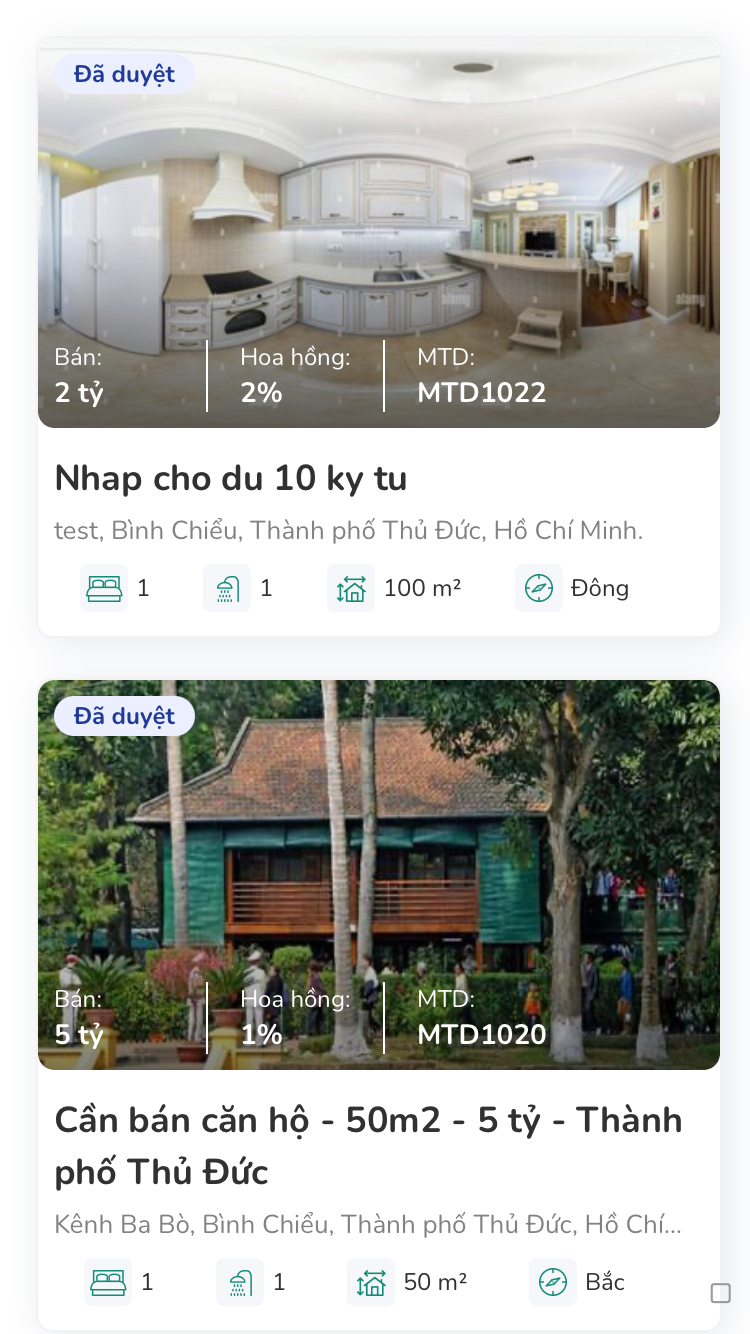 Đã duyệt
Bán: Hoa hồng: MTD:
2 tỷ 2% MTD1022
Nhap cho du 10 ky tu
test, Bình Chiểu, Thành phố Thủ Đức, Hồ Chí Minh.
1 1 100 m² Đông
Đã duyệt
Bán: Hoa hồng: MTD:
5 tỷ 1% MTD1020
Cần bán căn hộ - 50m2 - 5 tỷ - Thành
phố Thủ Đức
Kênh Ba Bò, Bình Chiểu, Thành phố Thủ Đức, Hồ Chí...
1 1 50 m² Bắc